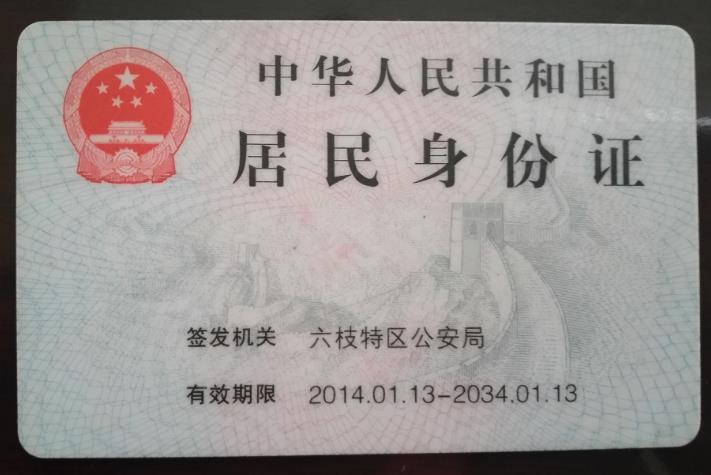 中华人民共和国
居民身份证
签发机关 六枝特区公安局
有效期限 2014.01.13-2034.01.13